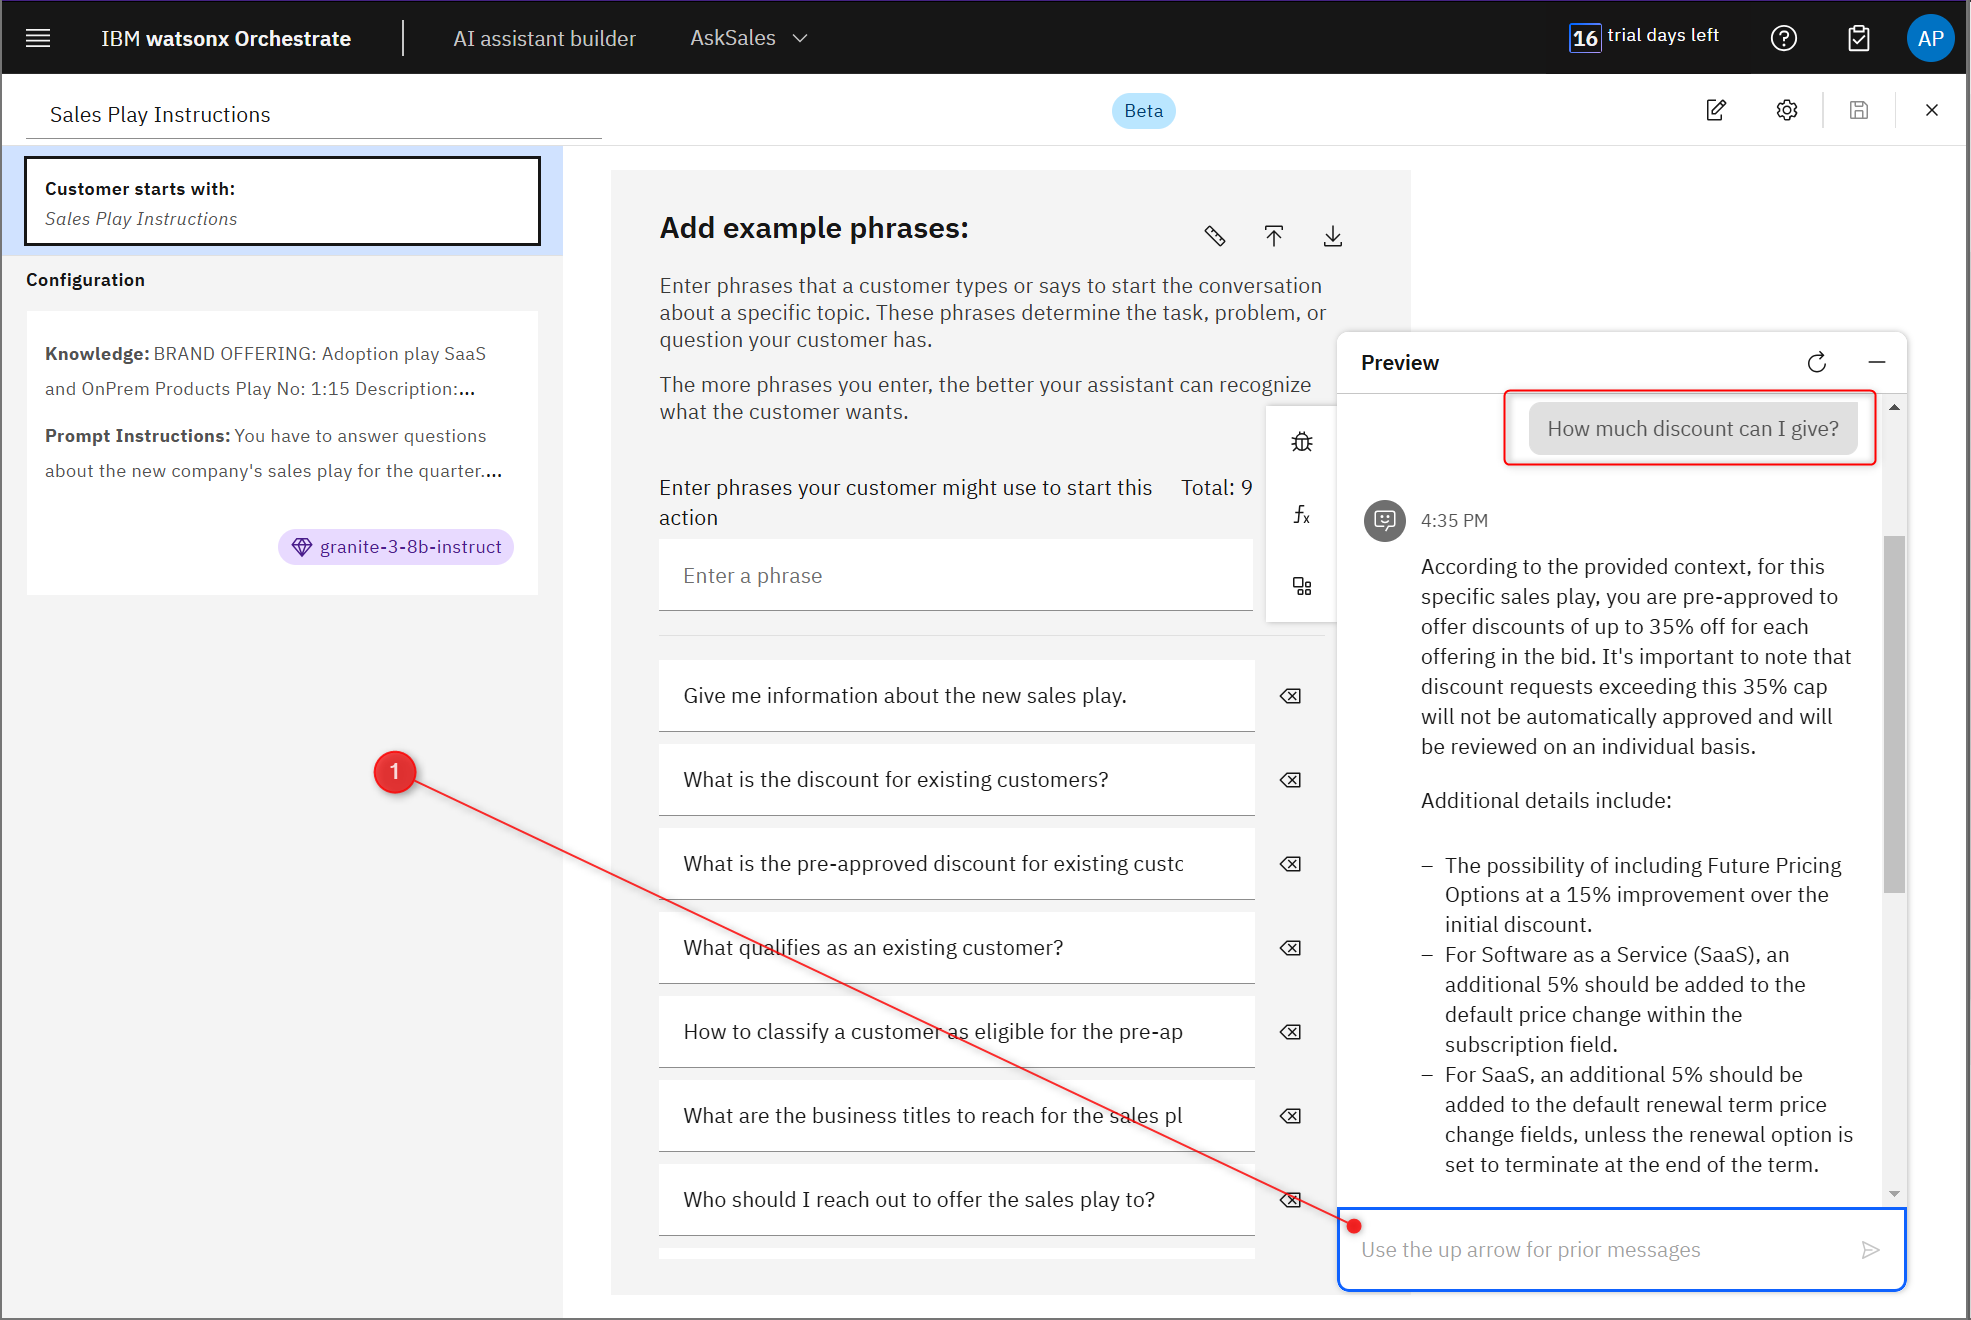 IBM watsonx Orchestrate
AI assistant builder
AskSales
16 trial days left
AP
Sales Play Instructions
Beta
Customer starts with:
Sales Play Instructions
Configuration
Knowledge: BRAND OFFERING: Adoption play SaaS
and OnPrem Products Play No: 1:15 Description:...
Prompt Instructions: You have to answer questions
about the new company's sales play for the quarter....
granite-3-8b-instruct
1
Add example phrases:
Enter phrases that a customer types or says to start the conversation
about a specific topic. These phrases determine the task, problem, or
question your customer has.
The more phrases you enter, the better your assistant can recognize
what the customer wants.
Enter phrases your customer might use to start this
action
Total: 9
Enter a phrase
Give me information about the new sales play.
What is the discount for existing customers?
What is the pre-approved discount for existing custc
What qualifies as an existing customer?
How to classify a customer as eligible for the pre-ap
What are the business titles to reach for the sales pl
Who should I reach out to offer the sales play to?
Preview
How much discount can I give?
4:35 PM
According to the provided context, for this
specific sales play, you are pre-approved to
offer discounts of up to 35% off for each
offering in the bid. It's important to note that
discount requests exceeding this 35% cap
will not be automatically approved and will
be reviewed on an individual basis.
Additional details include:
– The possibility of including Future Pricing
Options at a 15% improvement over the
initial discount.
– For Software as a Service (SaaS), an
additional 5% should be added to the
default price change within the
subscription field.
– For SaaS, an additional 5% should be
added to the default renewal term price
change fields, unless the renewal option is
set to terminate at the end of the term.
Use the up arrow for prior messages